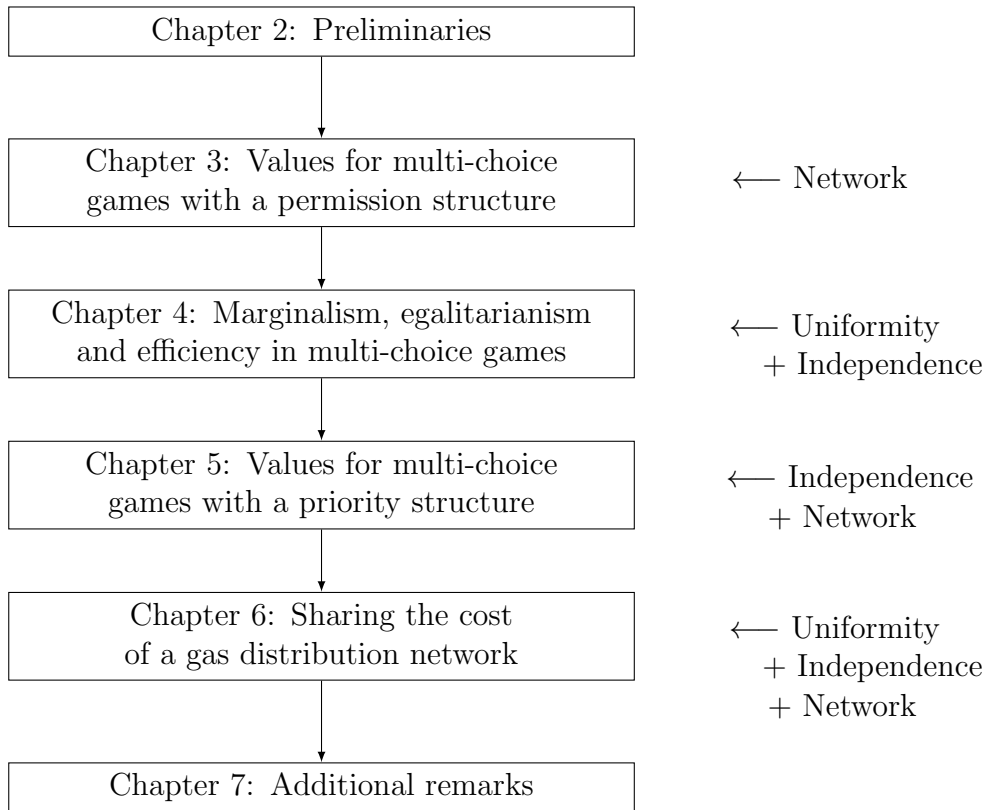 Chapter 2: Preliminaries
Chapter 3: Values for multi-choice
games with a permission structure
⟵ Network
Chapter 4: Marginalism, egalitarianism
and efficiency in multi-choice games
⟵ Uniformity
+ Independence
Chapter 5: Values for multi-choice
games with a priority structure
⟵ Independence
+ Network
Chapter 6: Sharing the cost
of a gas distribution network
⟵ Uniformity
+ Independence
+ Network
Chapter 7: Additional remarks